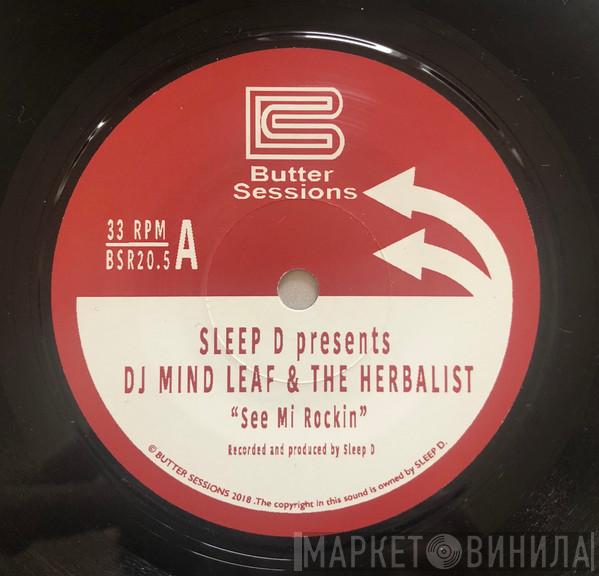 Butter
Sessions
33 RPM
BSR20.5 A
SLEEP D presents
DJ MIND LEAF & THE HERBALIST
“See Mi Rockin”
Recorded and produced by Sleep D
© BUTTER SESSIONS 2018 .The copyright in this sound is owned by SLEEP D.
МАРКЕТ ВИНИЛА